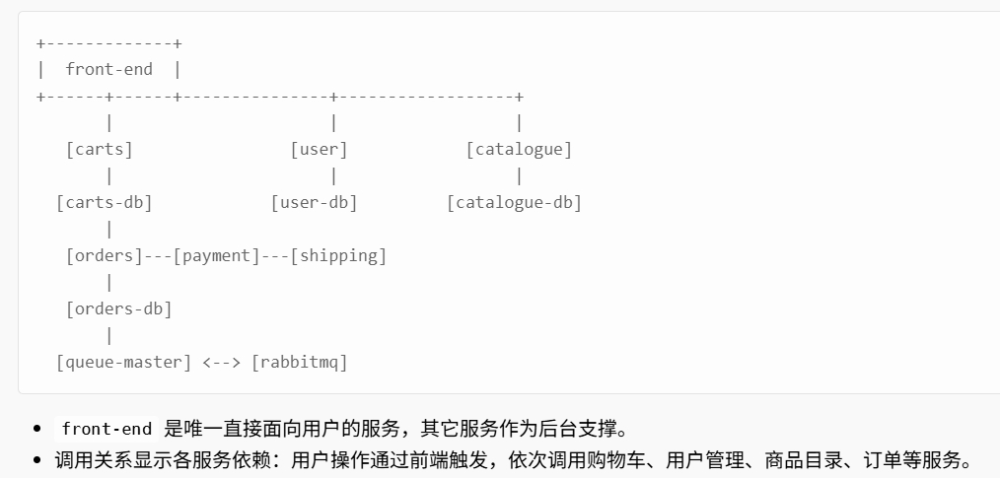 +-------------+
|  front-end  |
+------+------+---------------+------------------+
       |                      |                  |
   [carts]                [user]            [catalogue]
       |                      |                  |
  [carts-db]            [user-db]         [catalogue-db]
       |
   [orders]---[payment]---[shipping]
       |
   [orders-db]
       |
  [queue-master] <--> [rabbitmq]
• front-end 是唯一直接面向用户的服务，其它服务作为后台支撑。
• 调用关系显示各服务依赖：用户操作通过前端触发，依次调用购物车、用户管理、商品目录、订单等服务。